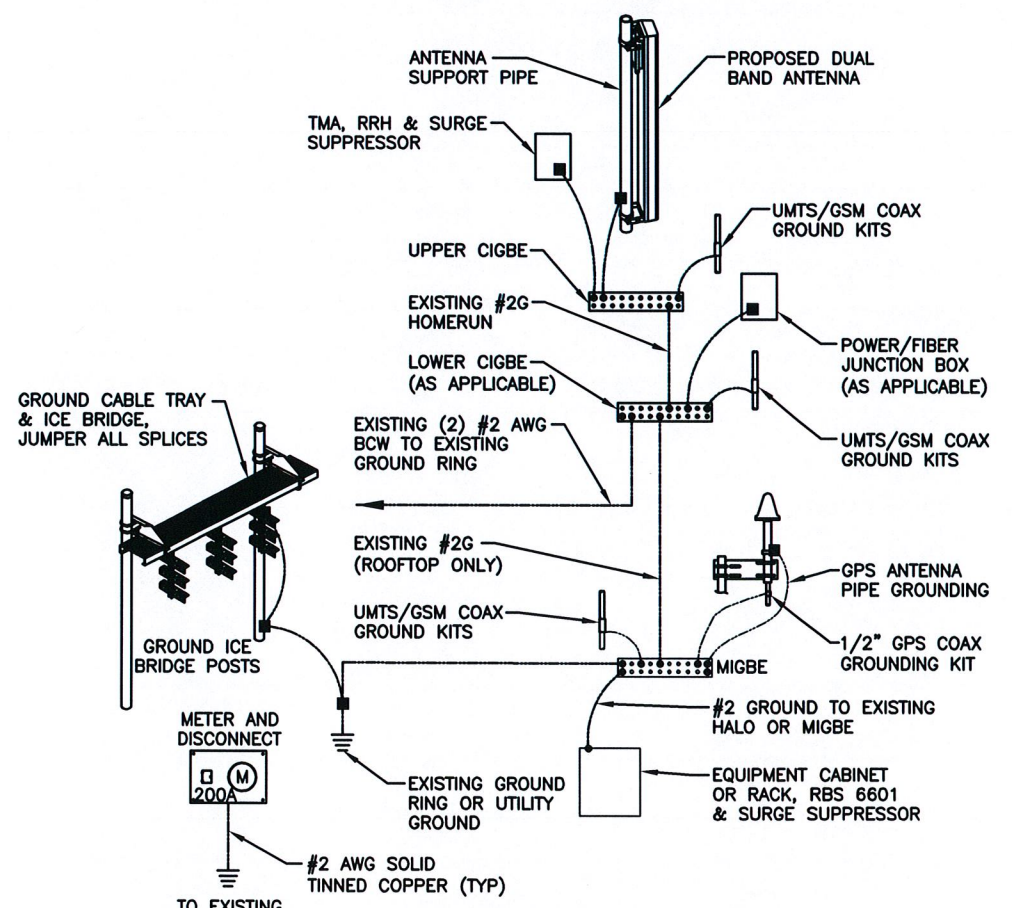 ANTENNA
SUPPORT PIPE
PROPOSED DUAL
BAND ANTENNA
TMA, RRH & SURGE
SUPPRESSOR
UMTS/GSM COAX
GROUND KITS
UPPER CIGBE
EXISTING #2G
HOMERUN
POWER/FIBER
JUNCTION BOX
(AS APPLICABLE)
LOWER CIGBE
(AS APPLICABLE)
GROUND CABLE TRAY
& ICE BRIDGE,
JUMPER ALL SPLICES
EXISTING (2) #2 AWG
BCW TO EXISTING
GROUND RING
UMTS/GSM COAX
GROUND KITS
EXISTING #2G
(ROOFTOP ONLY)
GPS ANTENNA
PIPE GROUNDING
UMTS/GSM COAX
GROUND KITS
GROUND ICE
BRIDGE POSTS
1/2" GPS COAX
GROUNDING KIT
MIGBE
#2 GROUND TO EXISTING
HALO OR MIGBE
METER AND
DISCONNECT
M
200A
EXISTING GROUND
RING OR UTILITY
GROUND
EQUIPMENT CABINET
OR RACK, RBS 6601
& SURGE SUPPRESSOR
#2 AWG SOLID
TINNED COPPER (TYP)
TO EXISTING